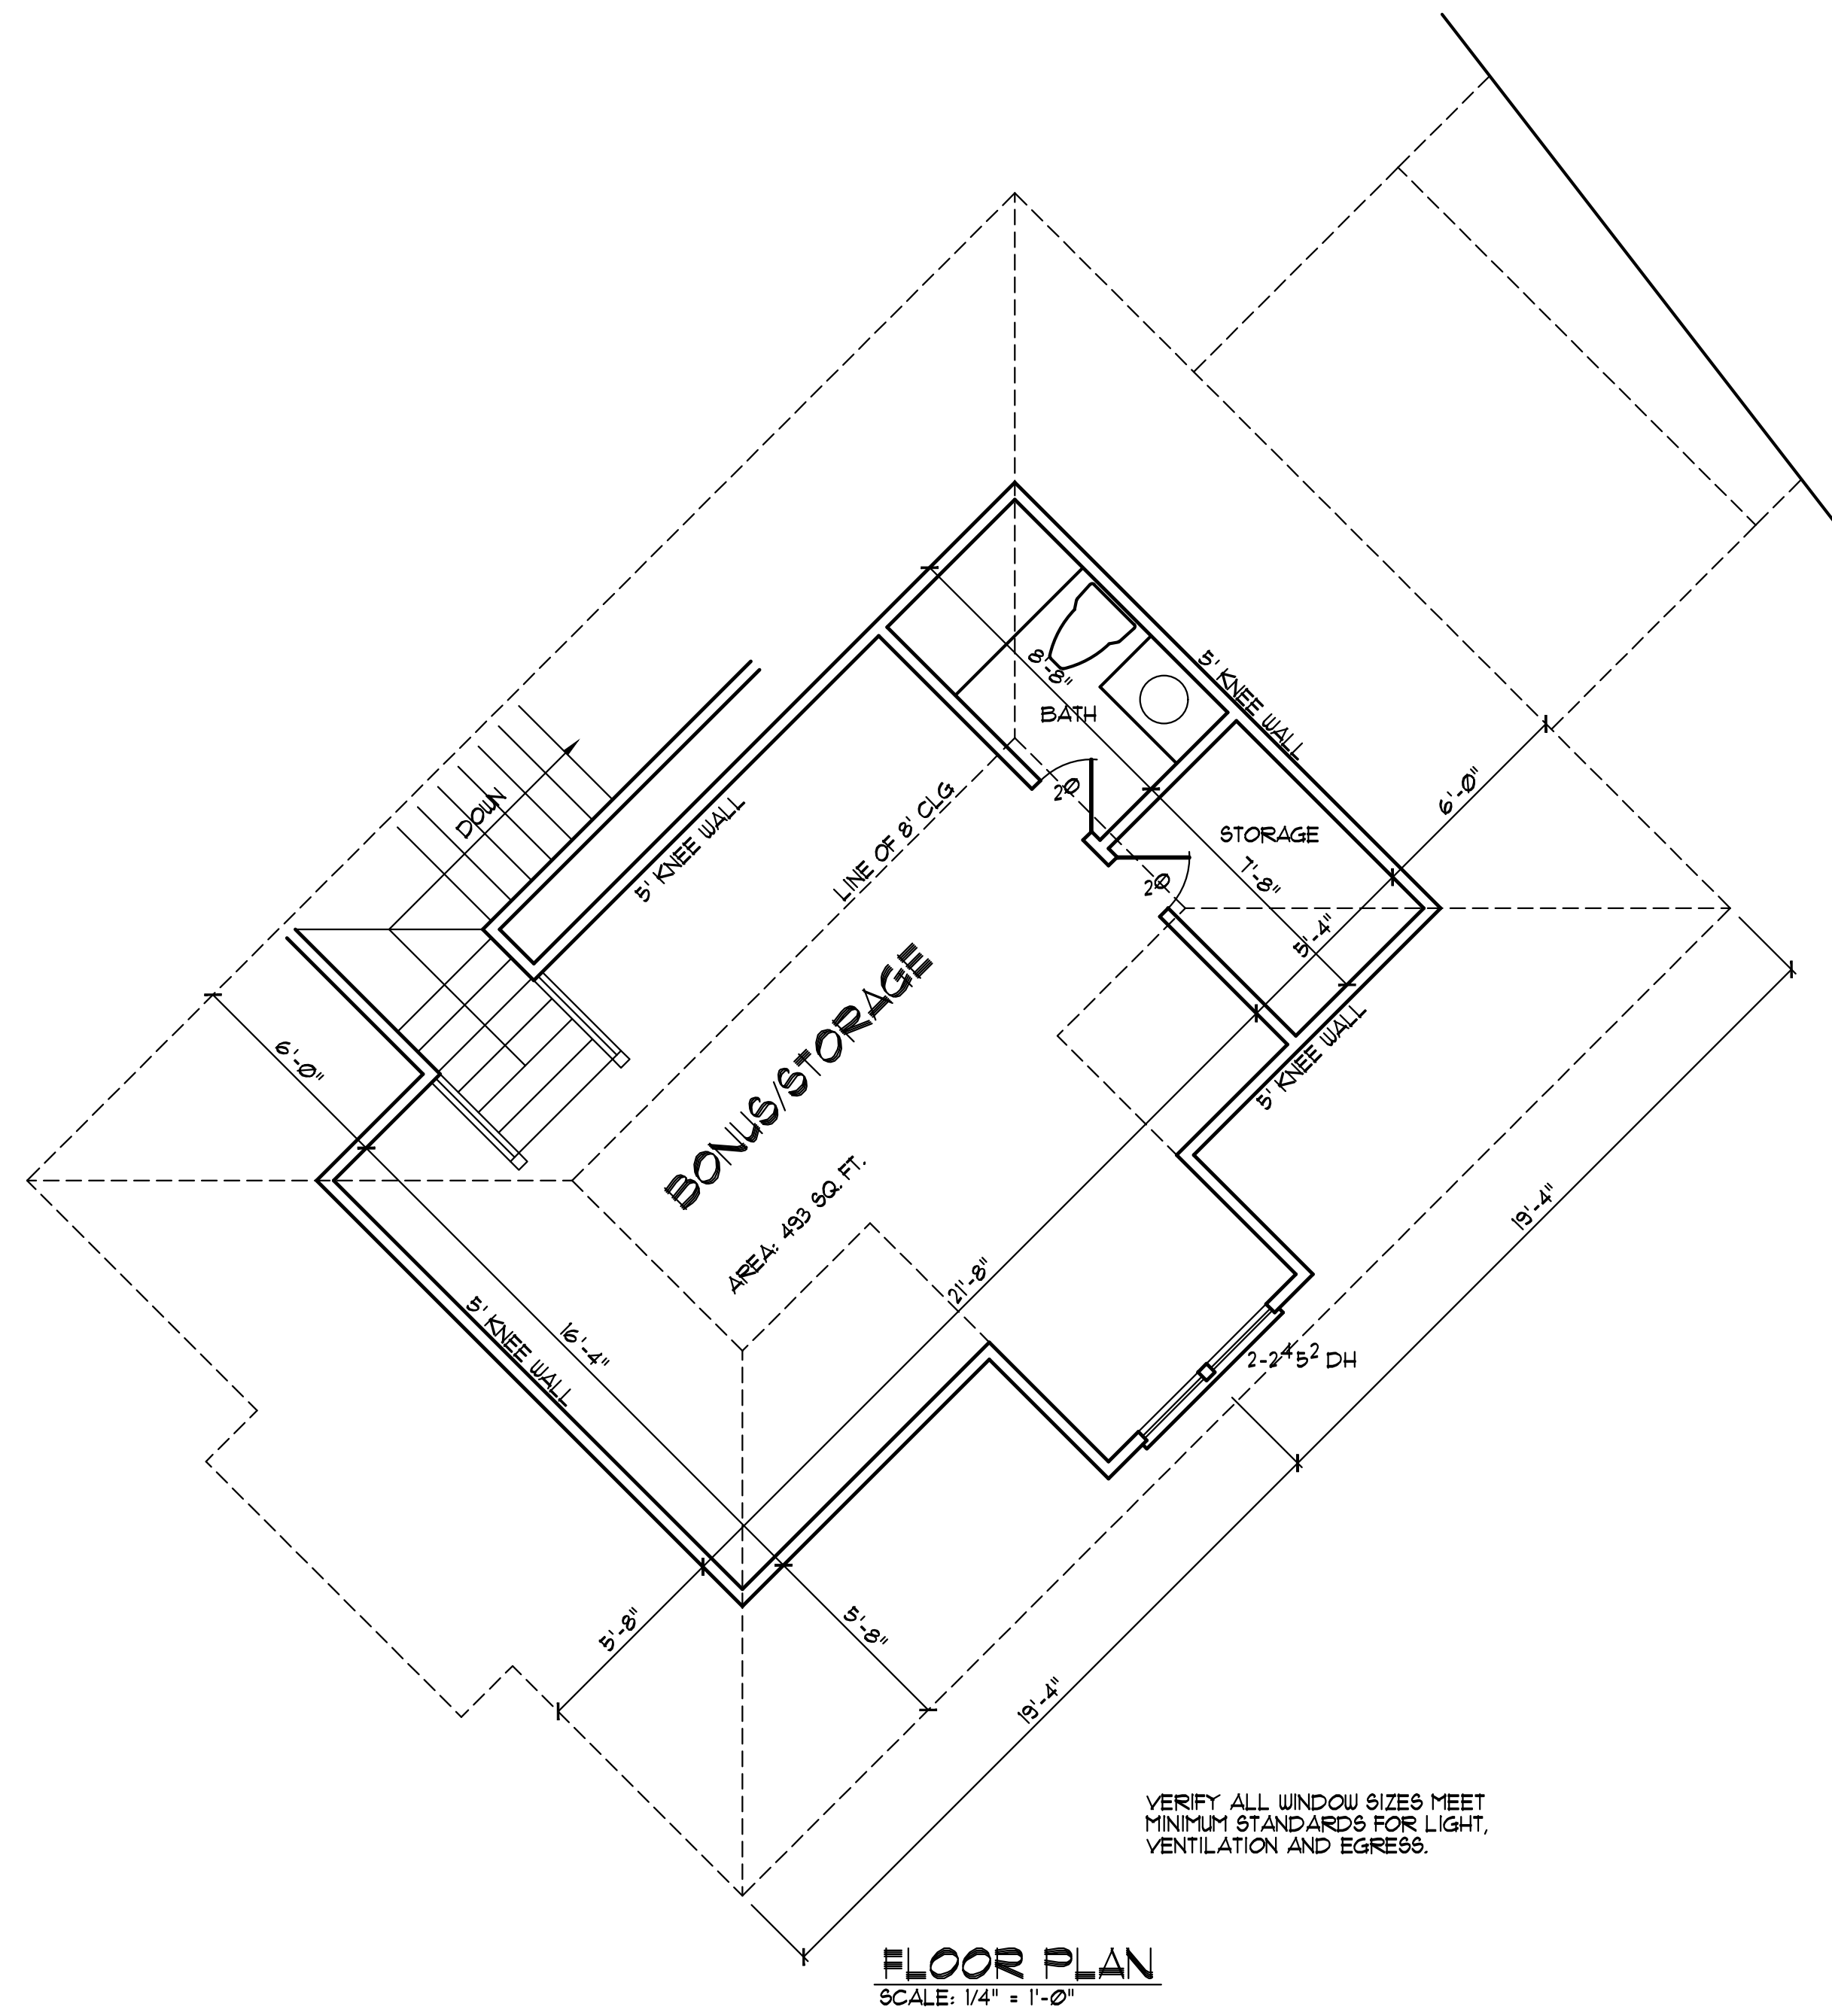 5' KNEE WALL
8'-8"
BATH
2Ø
6'-Ø"
STORAGE
DOWN
5' KNEE WALL
LINE OF 8' CLG
7'-8"
2Ø
5'-4"
BONUS/STORAGE
AREA: 493 SQ. FT.
6'-Ø"
5' KNEE WALL
19'-4"
21'-8"
5' KNEE WALL
16'-4"
2-2⁴5² DH
5'-8"
5'-8"
19'-4"
VERIFY ALL WINDOW SIZES MEET
MINIMUM STANDARDS FOR LIGHT,
VENTILATION AND EGRESS.
FLOOR PLAN
SCALE: 1/4" = 1'-Ø"